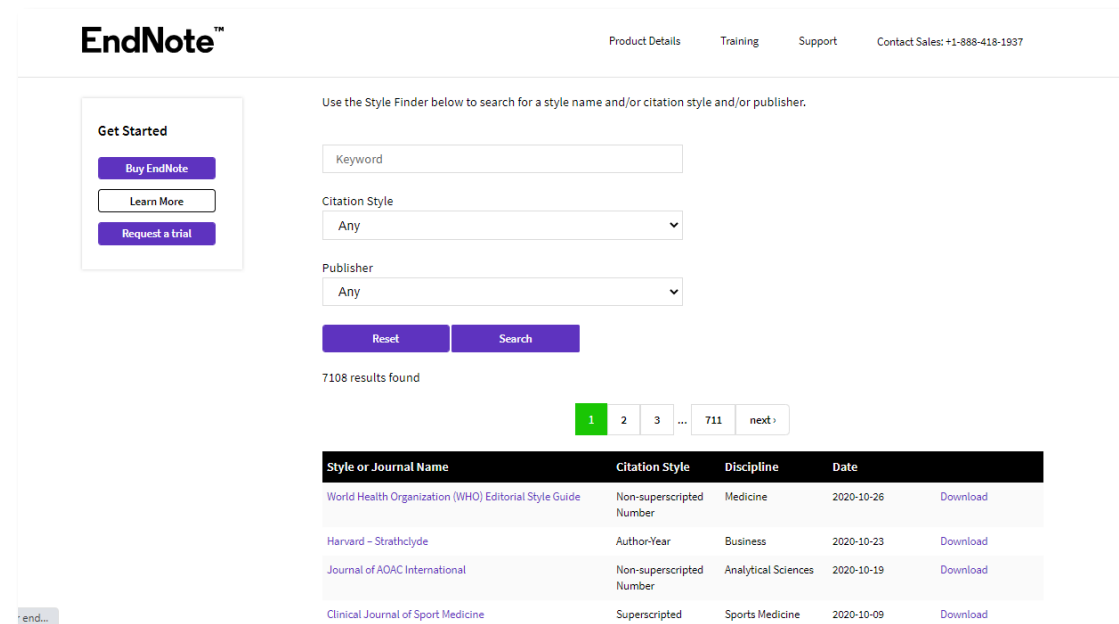 EndNote™
Product Details Training Support Contact Sales: +1-888-418-1937
Get Started
Buy EndNote
Learn More
Request a trial
Use the Style Finder below to search for a style name and/or citation style and/or publisher.
Keyword
Citation Style
Any
Publisher
Any
Reset Search
7108 results found
1 2 3 ... 711 next ›
Style or Journal Name Citation Style Discipline Date
World Health Organization (WHO) Editorial Style Guide Non-superscripted Medicine 2020-10-26 Download
Number
Harvard – Strathclyde Author-Year Business 2020-10-23 Download
Journal of AOAC International Non-superscripted Analytical Sciences 2020-10-19 Download
Number
Clinical Journal of Sport Medicine Superscripted Sports Medicine 2020-10-09 Download
end...